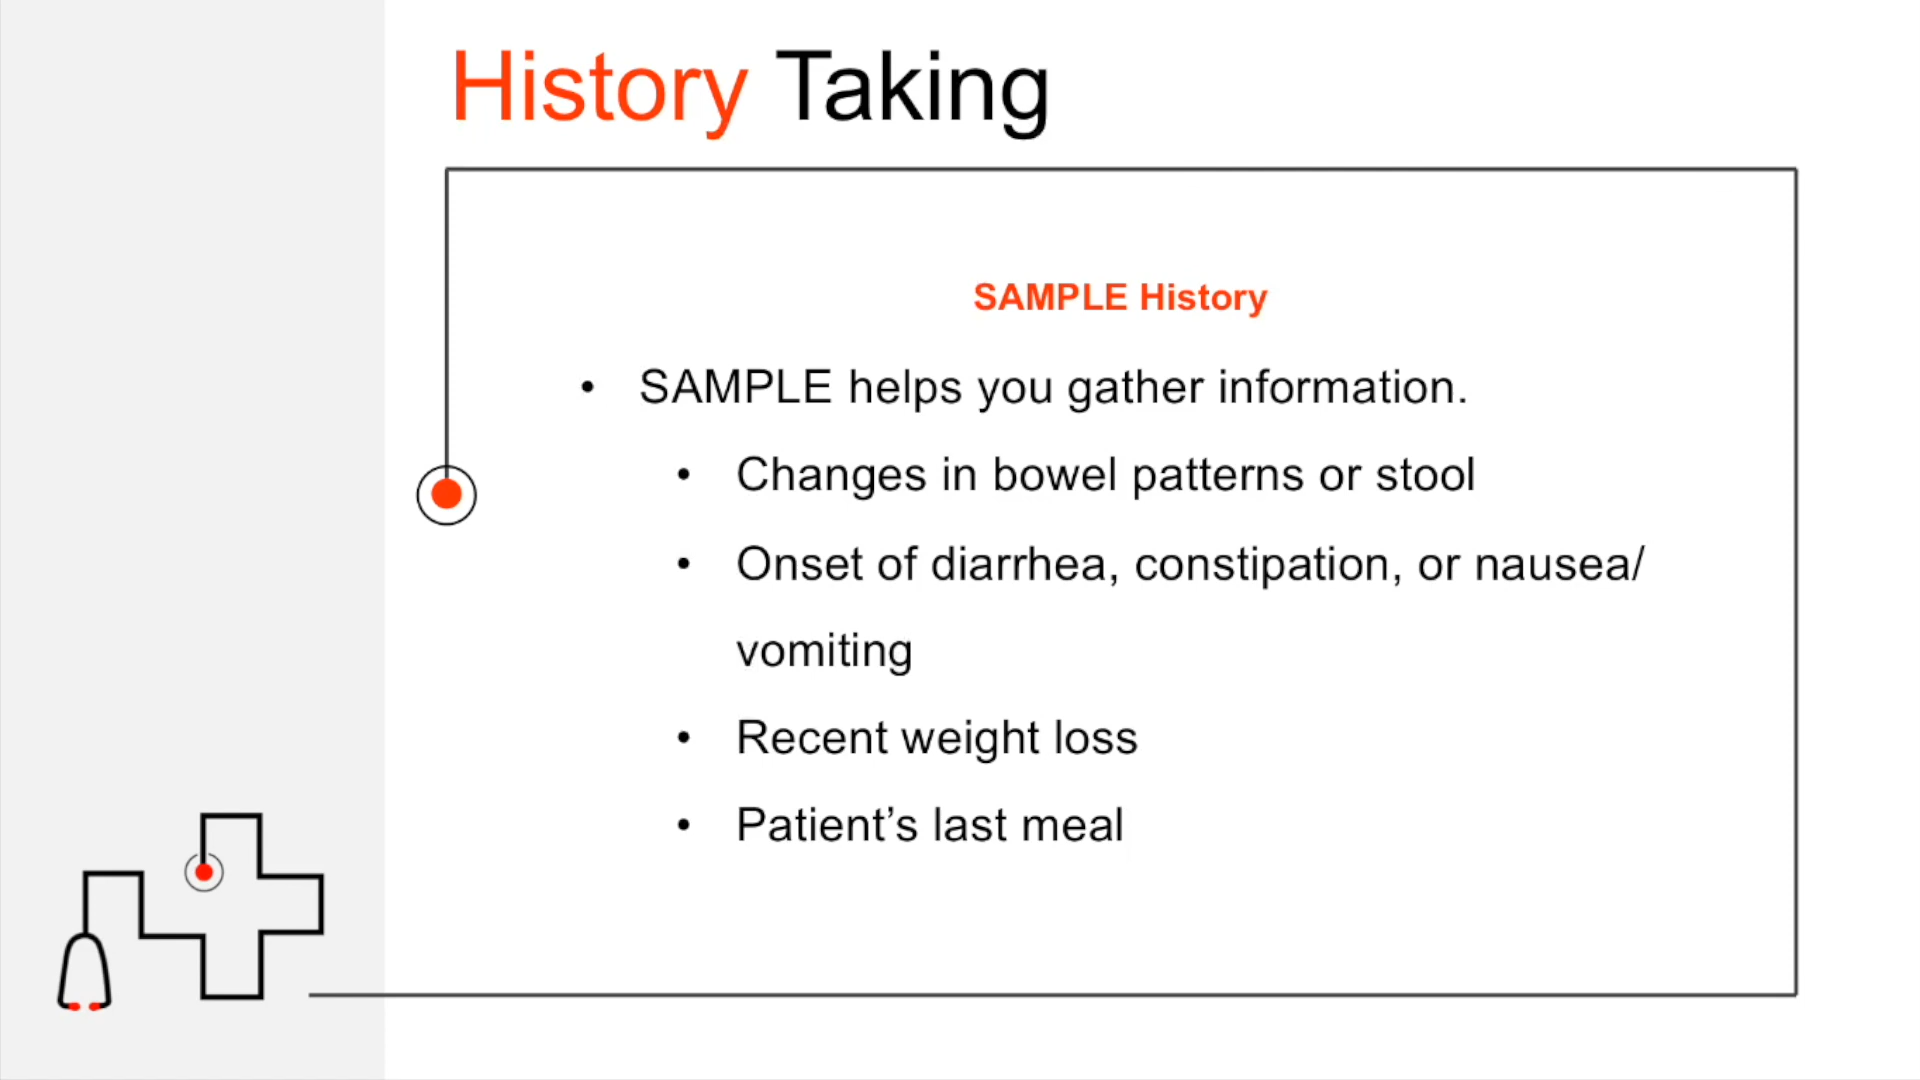 History Taking
SAMPLE History
• SAMPLE helps you gather information.
• Changes in bowel patterns or stool
• Onset of diarrhea, constipation, or nausea/
vomiting
• Recent weight loss
• Patient’s last meal